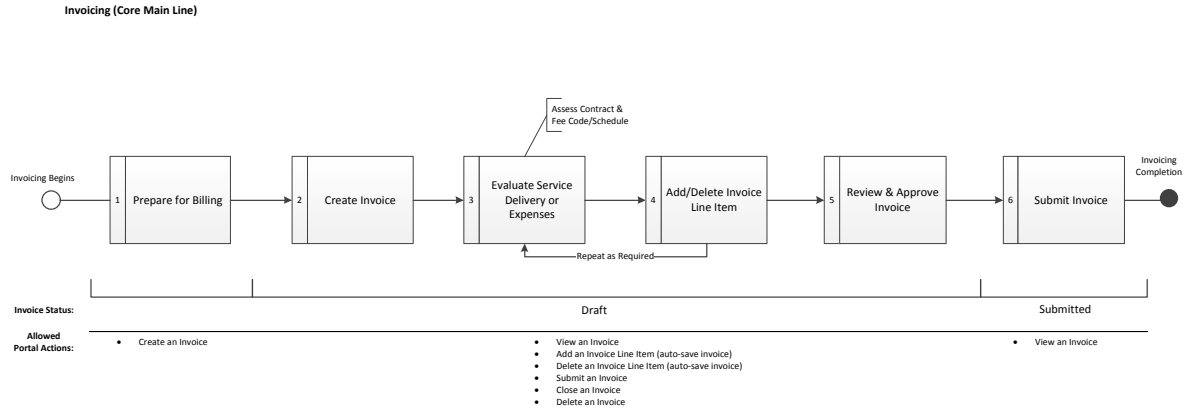 Invoicing (Core Main Line)
Assess Contract &
Fee Code/Schedule
Invoicing Begins
Invoicing
Completion
1
Prepare for Billing
2
Create Invoice
3
Evaluate Service
Delivery or
Expenses
4
Add/Delete Invoice
Line Item
5
Review & Approve
Invoice
6
Submit Invoice
Repeat as Required
Invoice Status:
Draft
Submitted
Allowed
Portal Actions:
• Create an Invoice
• View an Invoice
• Add an Invoice Line Item (auto-save invoice)
• Delete an Invoice Line Item (auto-save invoice)
• Submit an Invoice
• Close an Invoice
• Delete an Invoice
• View an Invoice